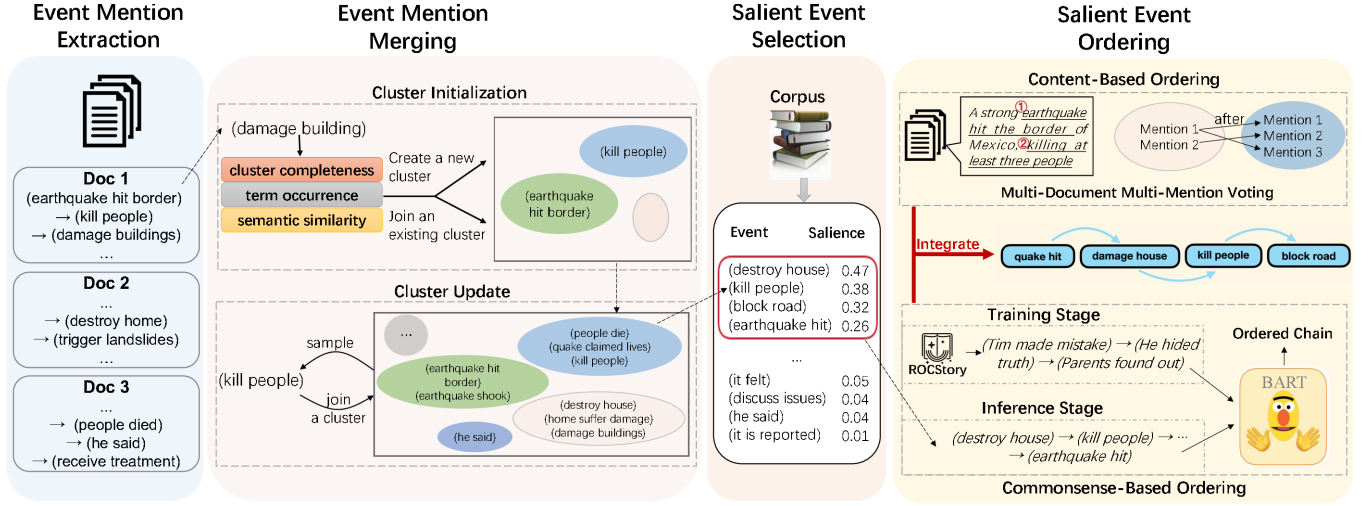 Event Mention
Extraction
Doc 1
(earthquake hit border)
→ (kill people)
→ (damage buildings)
...
Doc 2
...
→ (destroy home)
→ (trigger landslides)
...
Doc 3
...
→ (people died)
→ (he said)
→ (receive treatment)
Event Mention
Merging
Cluster Initialization
(damage building)
cluster completeness
term occurrence
semantic similarity
Create a new
cluster
Join an
existing cluster
(kill people)
(earthquake
hit border)
Cluster Update
sample
(kill people)
join
a cluster
...
(people die)
(quake claimed lives)
(kill people)
(earthquake hit
border)
(earthquake shook)
(destroy house)
(home suffer damage)
(damage buildings)
(he said)
Salient Event
Selection
Corpus
Event Salience
(destroy house) 0.47
(kill people) 0.38
(block road) 0.32
(earthquake hit) 0.26
...
(it felt) 0.05
(discuss issues) 0.04
(he said) 0.04
(it is reported) 0.01
Salient Event
Ordering
Content-Based Ordering
A strong ①earthquake
hit the border of
Mexico, ②killing at
least three people
after
Mention 1
Mention 2
Mention 1
Mention 2
Mention 3
Multi-Document Multi-Mention Voting
Integrate
quake hit
damage house
kill people
block road
Training Stage
ROCStory
(Tim made mistake) → (He hided
truth) → (Parents found out)
Inference Stage
(destroy house) → (kill people) → ...
→ (earthquake hit)
Ordered Chain
BART
Commonsense-Based Ordering